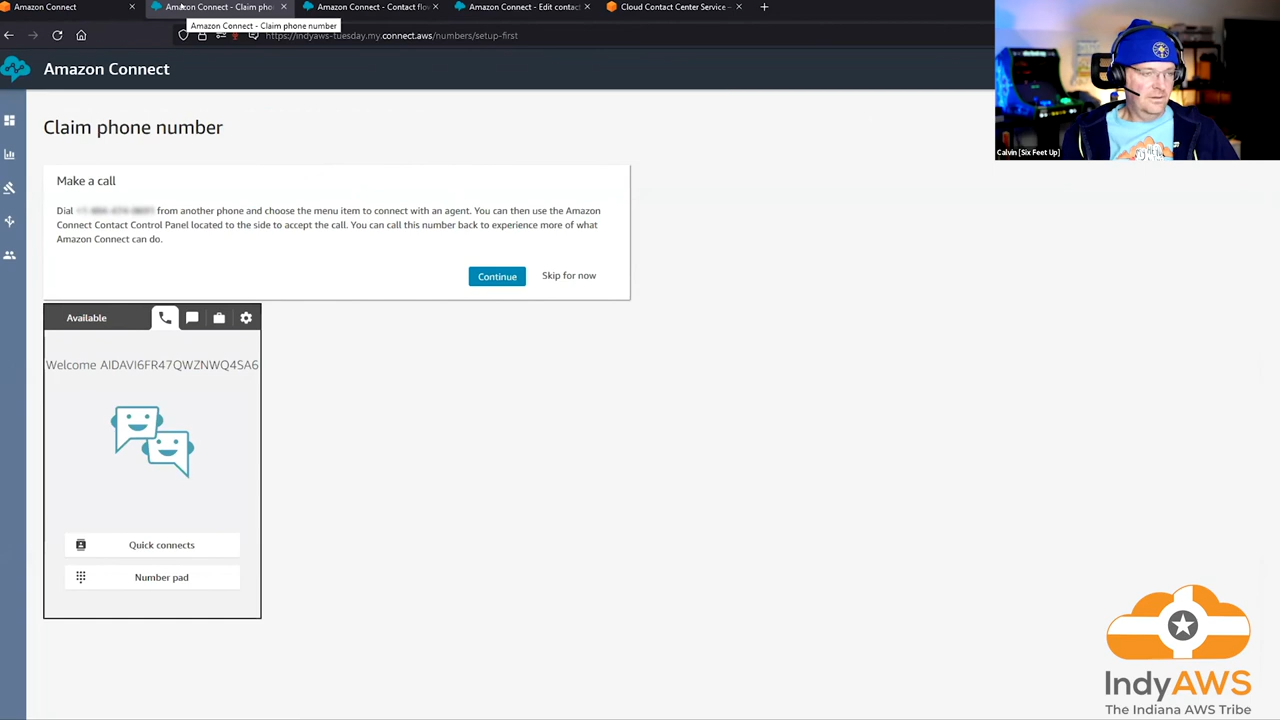 Amazon Connect
Amazon Connect - Claim pho
Amazon Connect - Contact flo
Amazon Connect - Edit contac
Cloud Contact Center Service -
Amazon Connect - Claim phone number
https://indyaws-tuesday.my.connect.aws/numbers/setup-first
Amazon Connect
Calvin [Six Feet Up]
Claim phone number
Make a call
Dial from another phone and choose the menu item to connect with an agent. You can then use the Amazon
Connect Contact Control Panel located to the side to accept the call. You can call this number back to experience more of what
Amazon Connect can do.
Continue
Skip for now
Available
Welcome AIDAVI6FR47QWZNWQ4SA6
Quick connects
Number pad
IndyAWS
The Indiana AWS Tribe